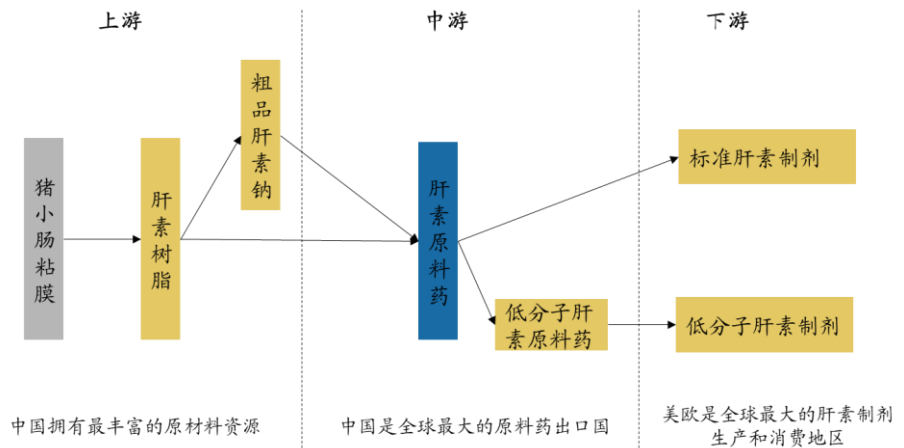 上游
中游
下游
粗品肝素钠
猪小肠粘膜
肝素树脂
肝素原料药
标准肝素制剂
低分子肝
素原料药
低分子肝素制剂
中国拥有最丰富的原材料资源
中国是全球最大的原料药出口国
美欧是全球最大的肝素制剂
生产和消费地区